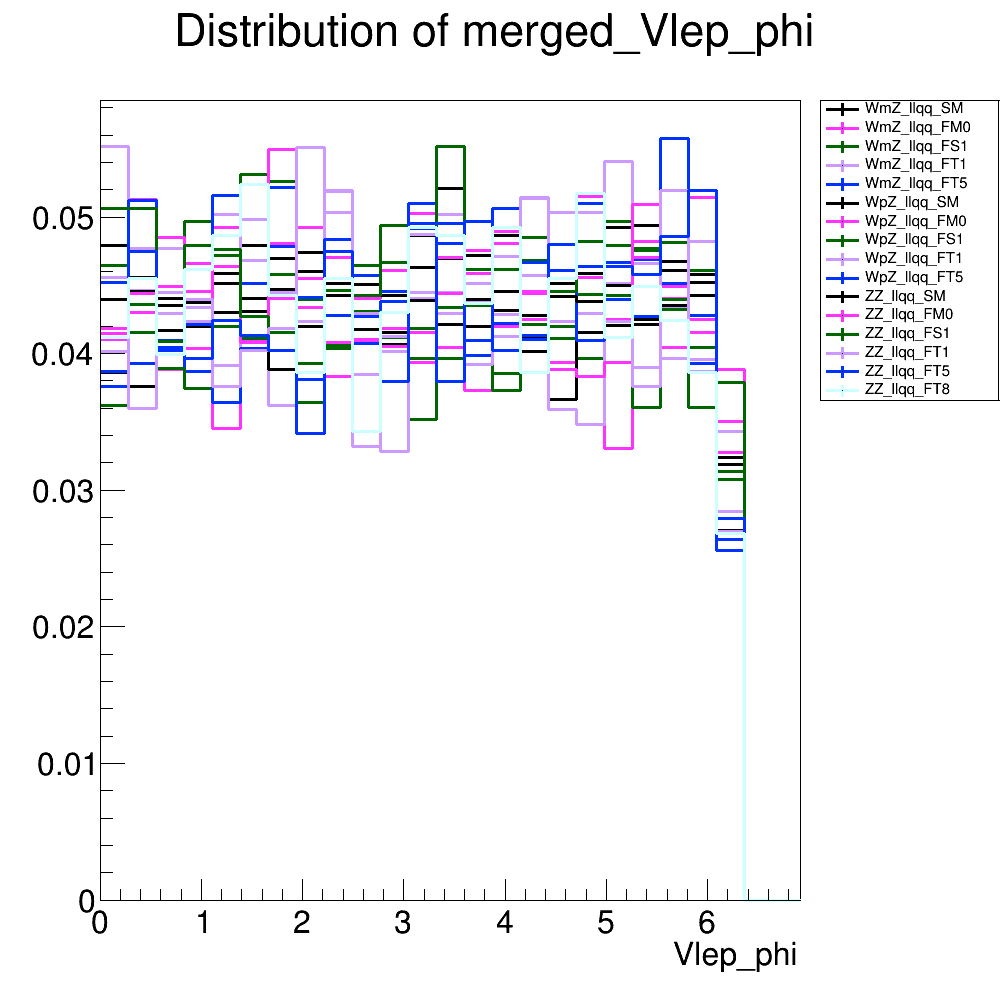 Distribution of merged_Vlep_phi
WmZ_llqq_SM
WmZ_llqq_FM0
WmZ_llqq_FS1
WmZ_llqq_FT1
WmZ_llqq_FT5
WpZ_llqq_SM
WpZ_llqq_FM0
WpZ_llqq_FS1
WpZ_llqq_FT1
WpZ_llqq_FT5
ZZ_llqq_SM
ZZ_llqq_FM0
ZZ_llqq_FS1
ZZ_llqq_FT1
ZZ_llqq_FT5
ZZ_llqq_FT8
0.05
0.04
0.03
0.02
0.01
0
0 1 2 3 4 5 6
Vlep_phi